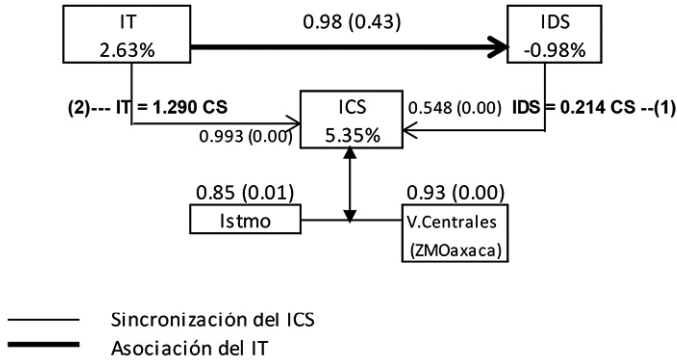 0.98 (0.43)
IT
2.63%
IDS
-0.98%
(2)--- IT = 1.290 CS
ICS
5.35%
0.548 (0.00)
IDS = 0.214 CS --(1)
0.993 (0.00)
0.85 (0.01)
0.93 (0.00)
Istmo
V.Centrales
(ZMOaxaca)
Sincronización del ICS
Asociación del IT